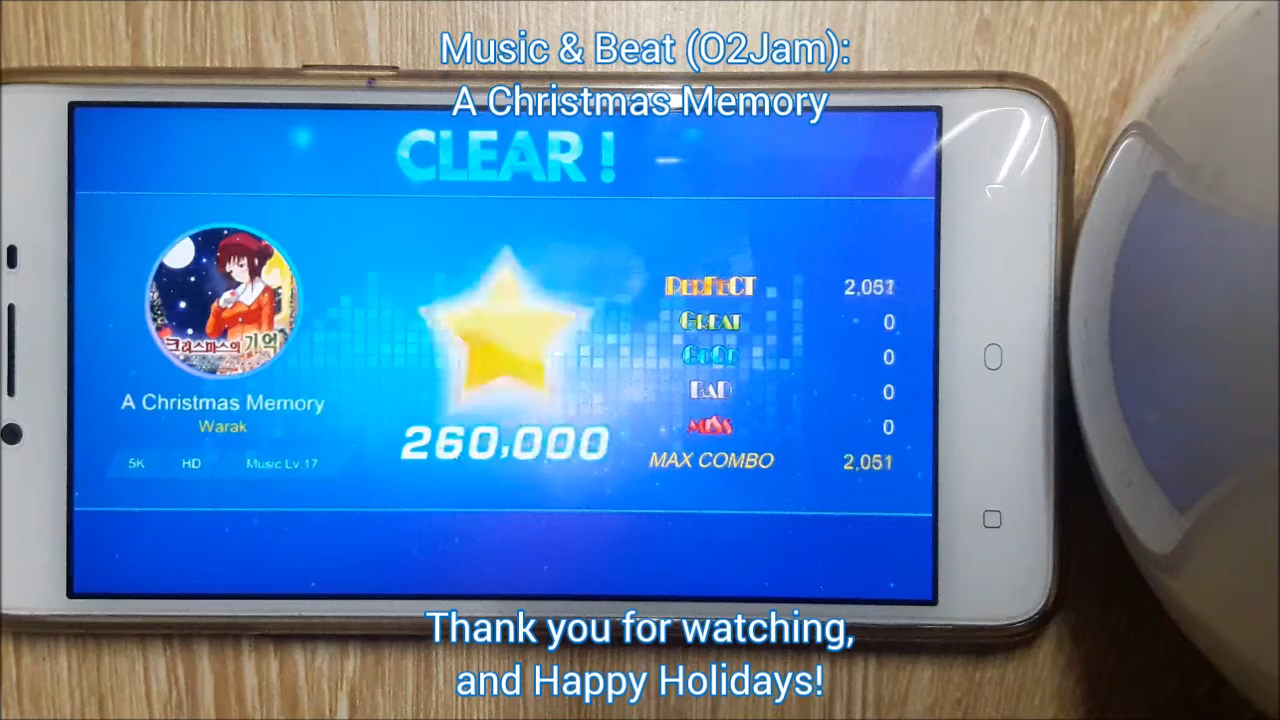 Music & Beat (O2Jam):
A Christmas Memory
CLEAR !
크리스마스의 기억
A Christmas Memory
Warak
5K HD Music Lv.17
260,000
PERFECT 2,051
GREAT 0
GOOD 0
BAD 0
MISS 0
MAX COMBO 2,051
Thank you for watching,
and Happy Holidays!